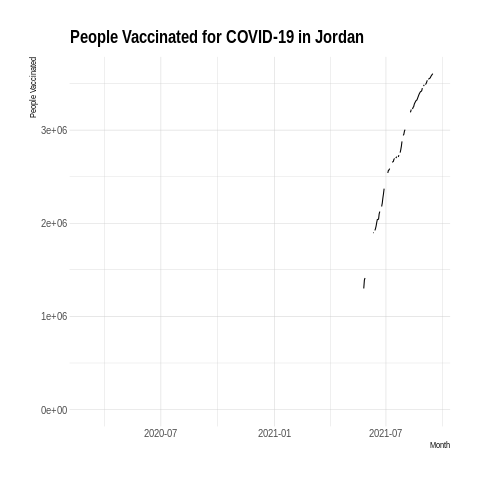 People Vaccinated for COVID-19 in Jordan
People Vaccinated
3e+06
2e+06
1e+06
0e+00
2020-07
2021-01
2021-07
Month